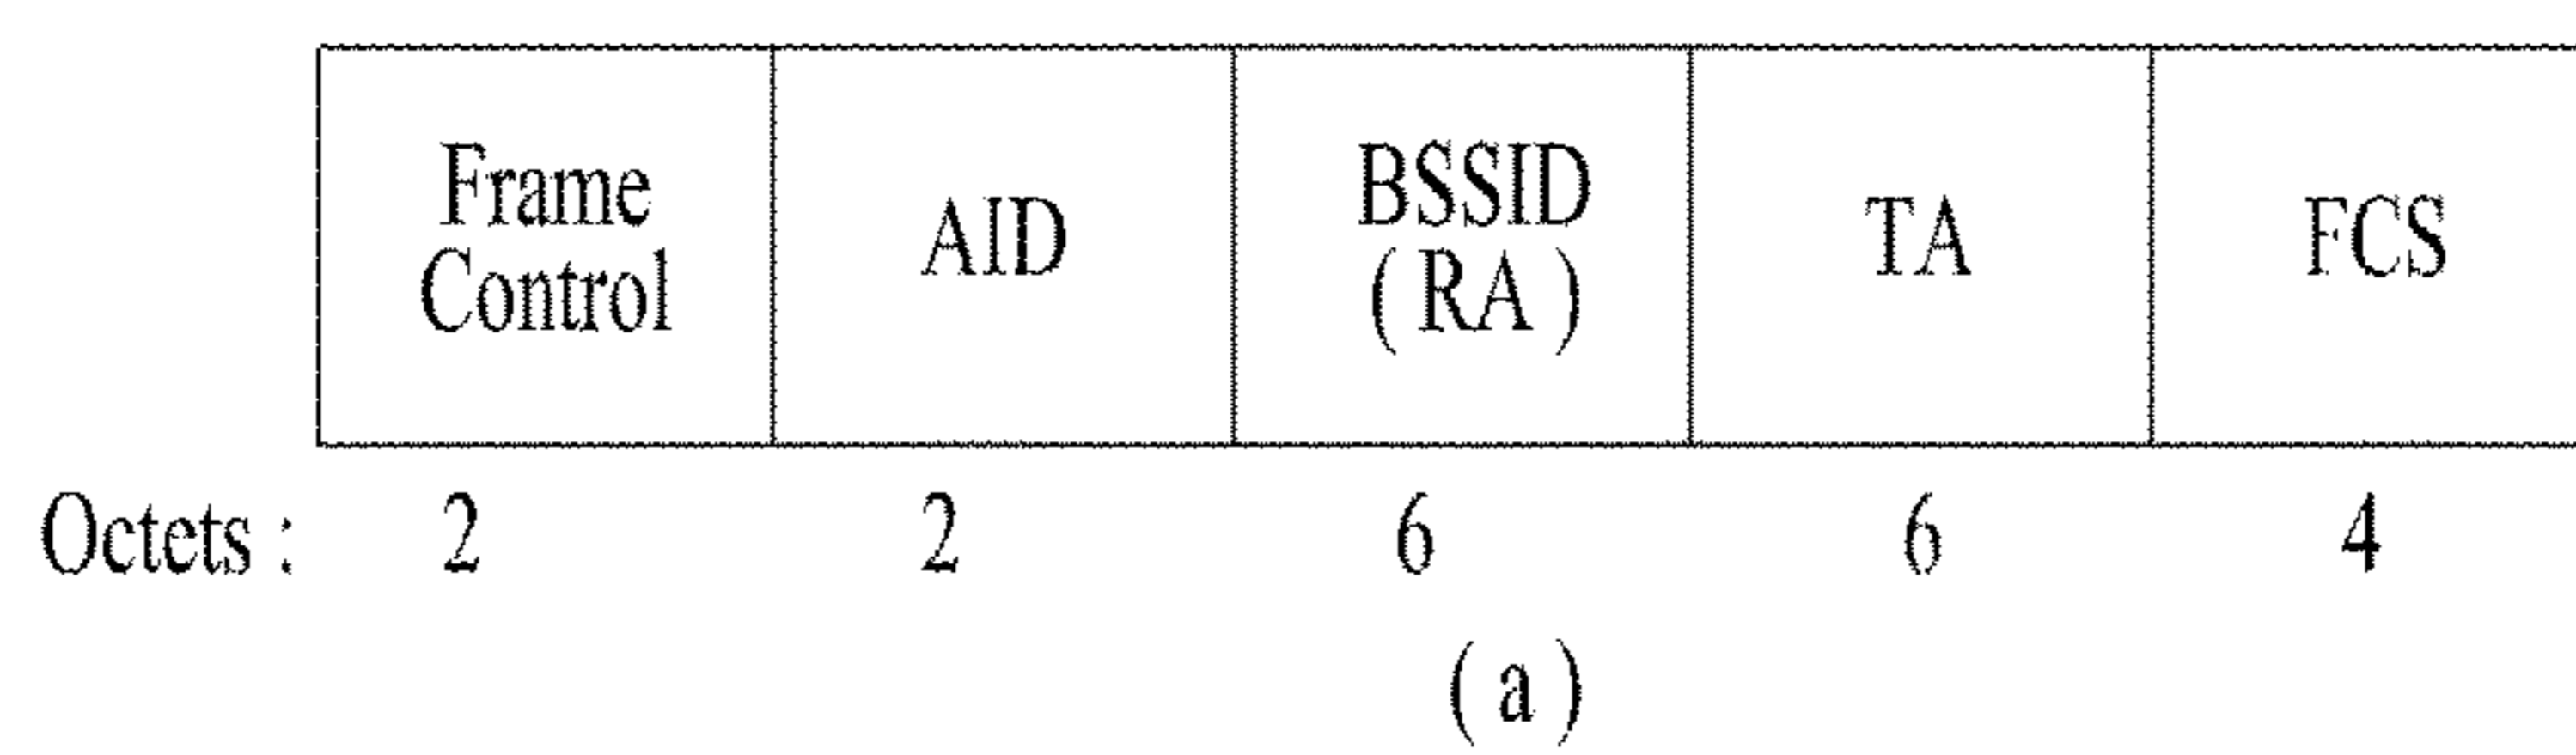 Frame Control AID BSSID ( RA ) TA FCS
Octets : 2 2 6 6 4
( a )